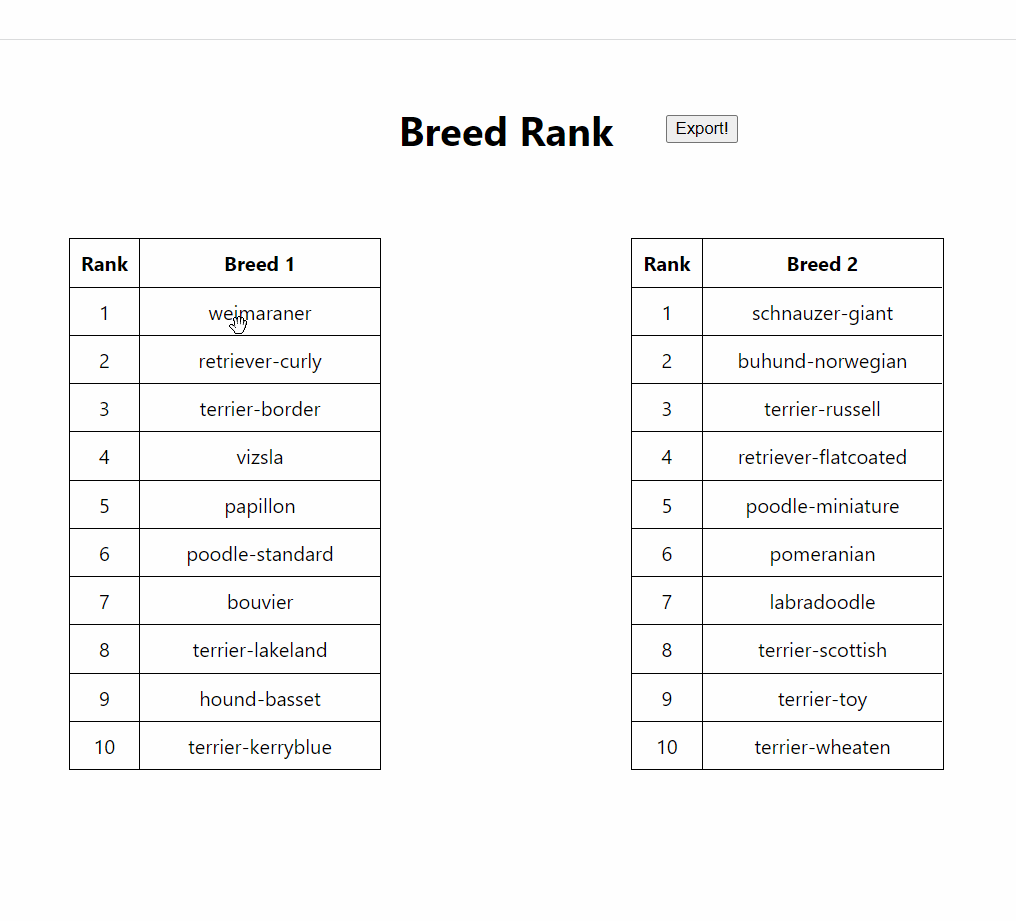 Breed Rank
Export!
Rank Breed 1
1 weimaraner
2 retriever-curly
3 terrier-border
4 vizsla
5 papillon
6 poodle-standard
7 bouvier
8 terrier-lakeland
9 hound-basset
10 terrier-kerryblue
Rank Breed 2
1 schnauzer-giant
2 buhund-norwegian
3 terrier-russell
4 retriever-flatcoated
5 poodle-miniature
6 pomeranian
7 labradoodle
8 terrier-scottish
9 terrier-toy
10 terrier-wheaten